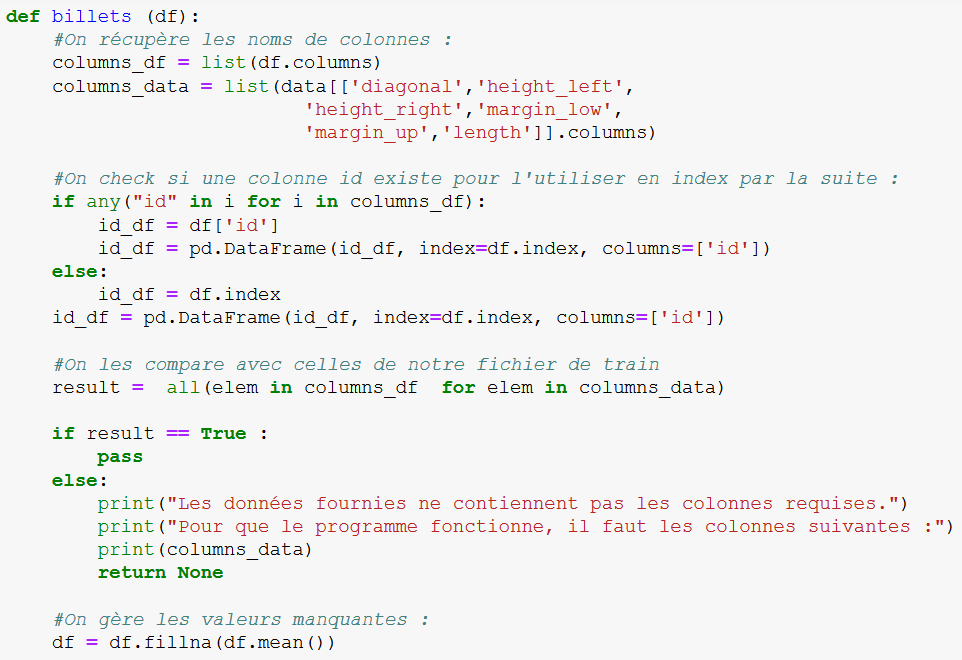 def billets (df):
    #On récupère les noms de colonnes :
    columns_df = list(df.columns)
    columns_data = list(data[['diagonal','height_left',
                          'height_right','margin_low',
                          'margin_up','length']].columns)

    #On check si une colonne id existe pour l'utiliser en index par la suite :
    if any("id" in i for i in columns_df):
        id_df = df['id']
        id_df = pd.DataFrame(id_df, index=df.index, columns=['id'])
    else:
        id_df = df.index
    id_df = pd.DataFrame(id_df, index=df.index, columns=['id'])

    #On les compare avec celles de notre fichier de train
    result =  all(elem in columns_df  for elem in columns_data)

    if result == True :
        pass
    else:
        print("Les données fournies ne contiennent pas les colonnes requises.")
        print("Pour que le programme fonctionne, il faut les colonnes suivantes :")
        print(columns_data)
        return None

    #On gère les valeurs manquantes :
    df = df.fillna(df.mean())